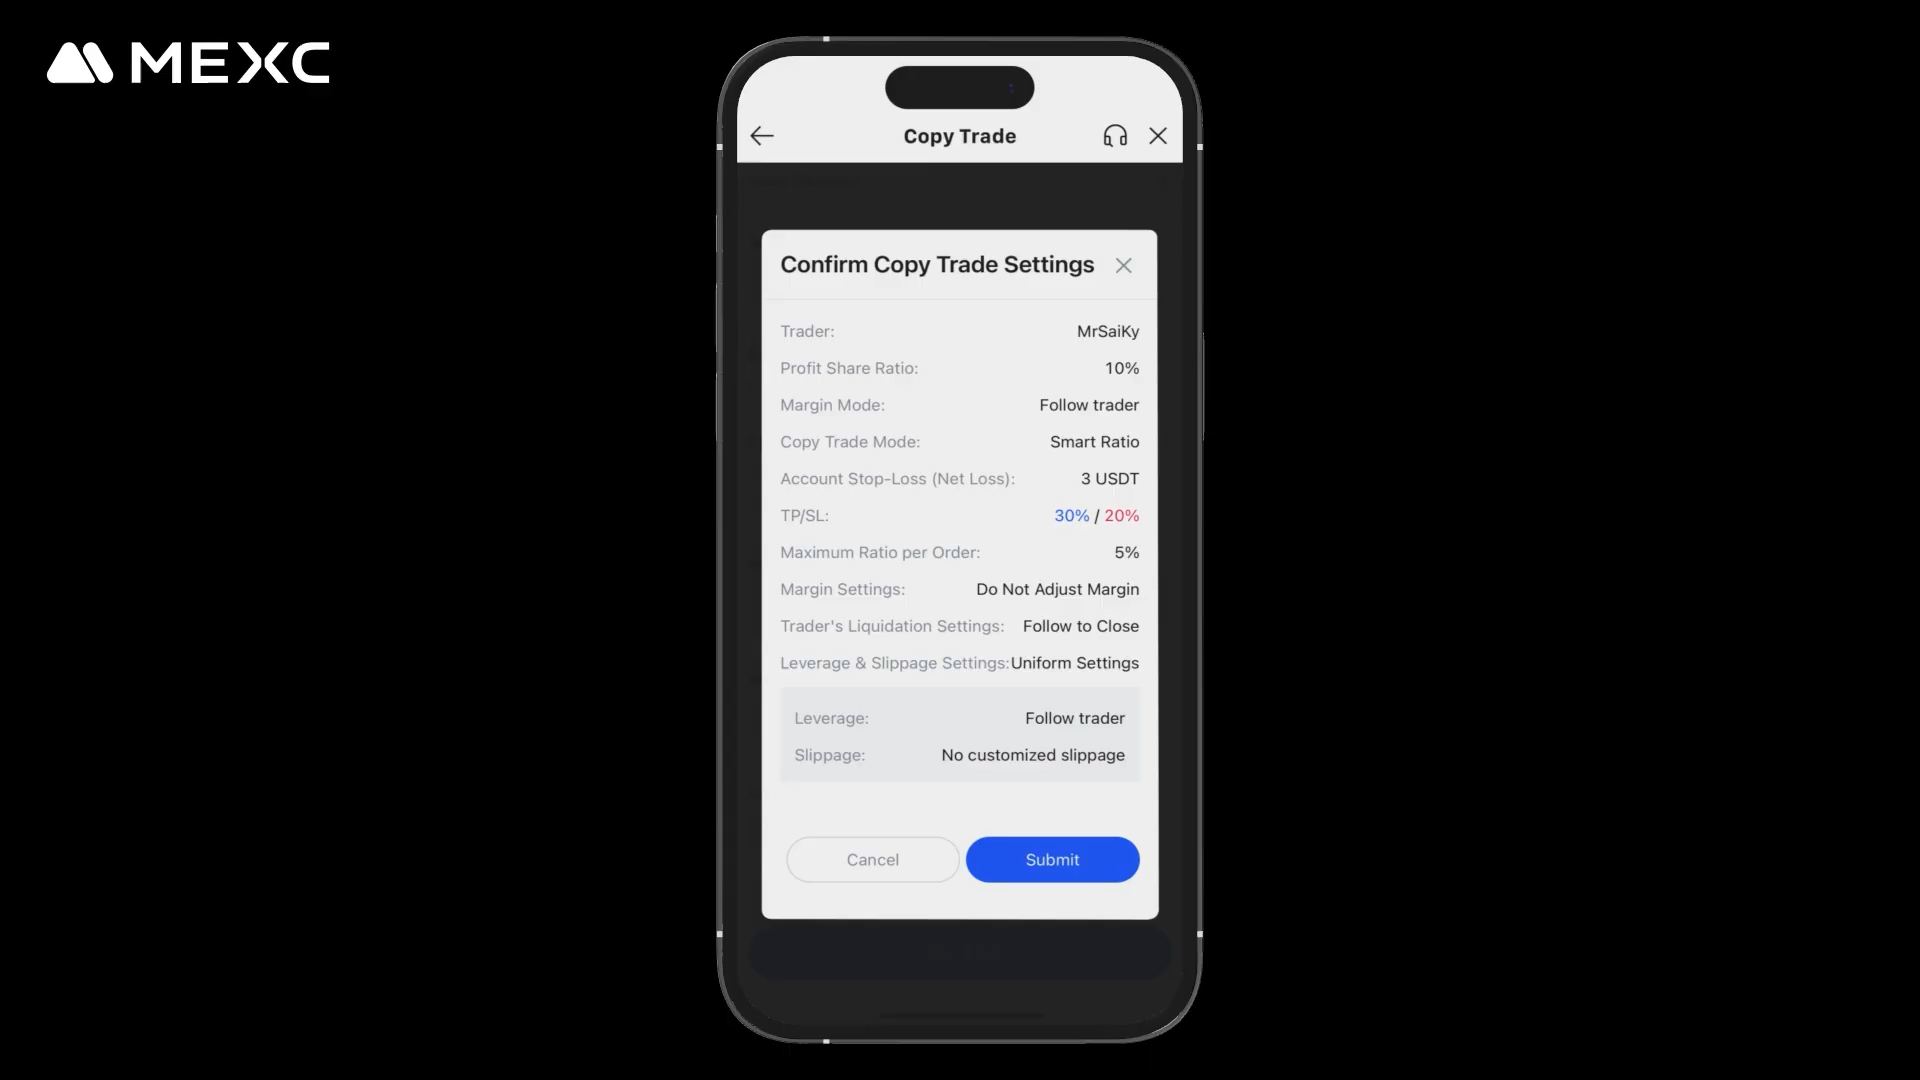 MEXC
Copy Trade
Confirm Copy Trade Settings
Trader: MrSaiKy
Profit Share Ratio: 10%
Margin Mode: Follow trader
Copy Trade Mode: Smart Ratio
Account Stop-Loss (Net Loss): 3 USDT
TP/SL: 30% / 20%
Maximum Ratio per Order: 5%
Margin Settings: Do Not Adjust Margin
Trader's Liquidation Settings: Follow to Close
Leverage & Slippage Settings: Uniform Settings
Leverage: Follow trader
Slippage: No customized slippage
Cancel Submit